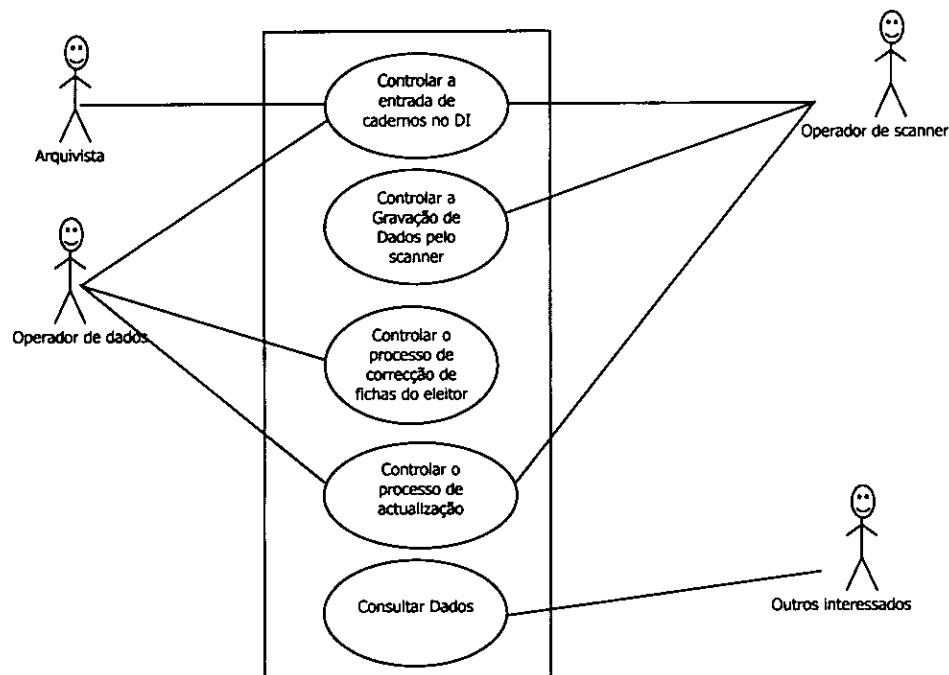 Controlar a
entrada de
cadernos no DI
Arquivista
Operador de scanner
Controlar a
Gravação de
Dados pelo
scanner
Operador de dados
Controlar o
processo de
correcção de
fichas do eleitor
Controlar o
processo de
actualização
Consultar Dados
Outros interessados